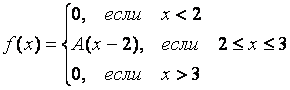 0, если x < 2
f(x) = { A(x − 2), если 2 ≤ x ≤ 3
0, если x > 3